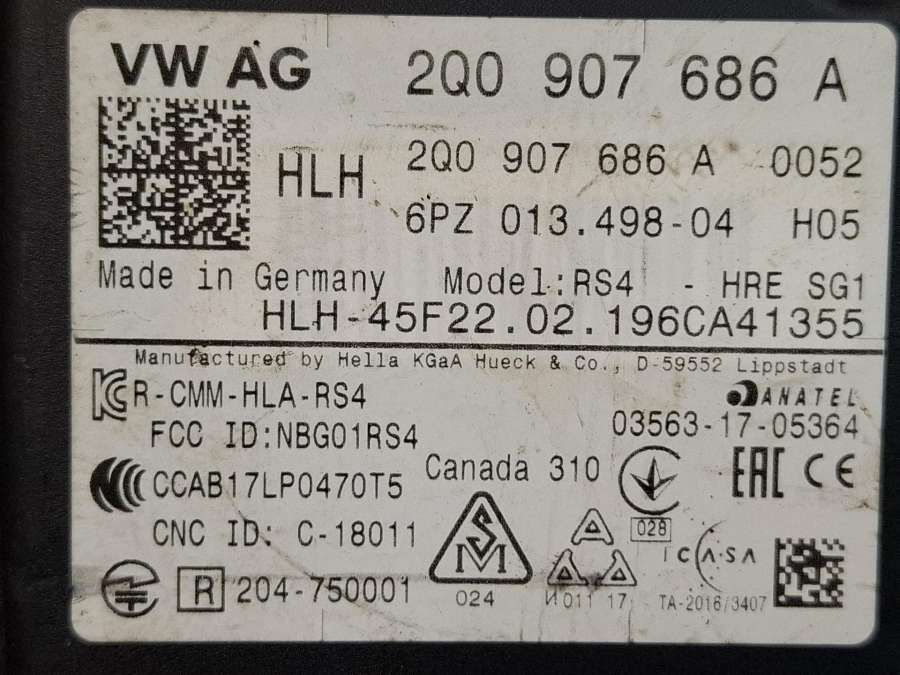 VW AG 2Q0 907 686 A
HLH 2Q0 907 686 A 0052
6PZ 013.498-04 H05
Made in Germany Model:RS4 - HRE SG1
HLH-45F22.02.196CA41355
Manufactured by Hella KGaA Hueck & Co., D-59552 Lippstadt
R-CMM-HLA-RS4
ANATEL
FCC ID:NBG01RS4 03563-17-05364
CCAB17LP0470T5 Canada 310 EAC CE
CNC ID: C-18011 028
ICASA
R 204-750001 024 И011 17 TA-2016/3407